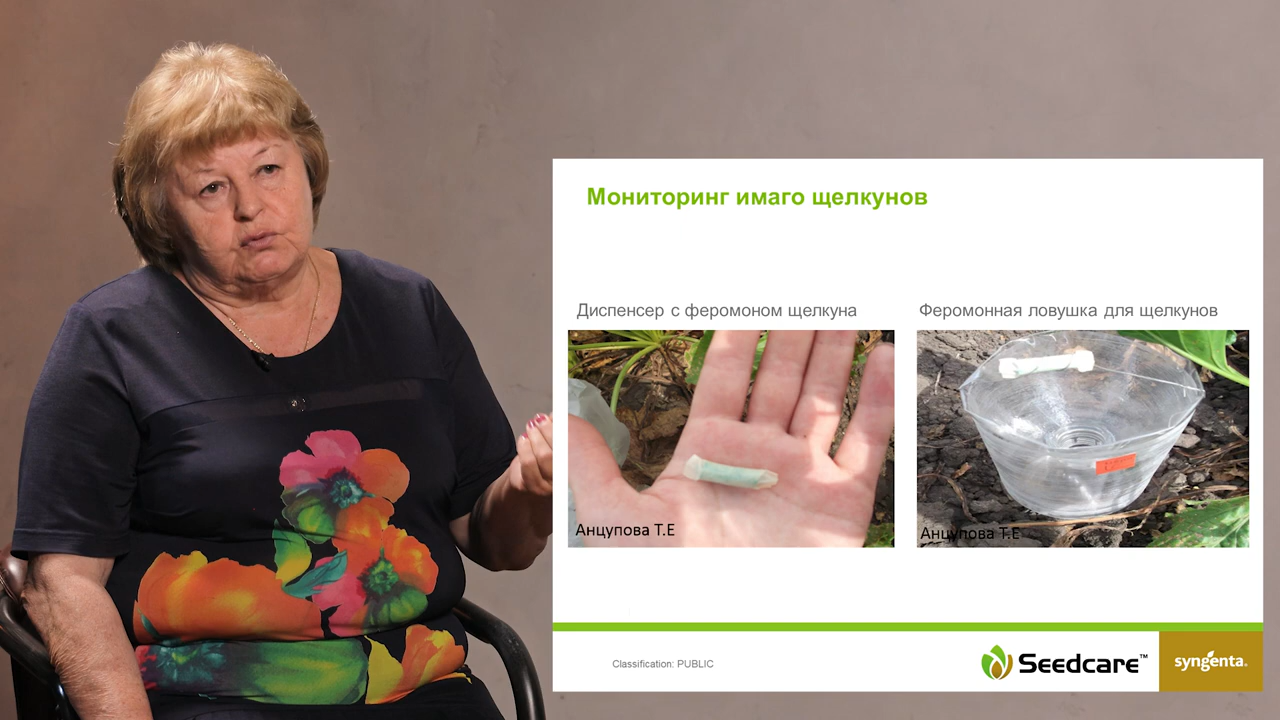 Мониторинг имаго щелкунов
Диспенсер с феромоном щелкуна
Феромонная ловушка для щелкунов
Анцупова Т.Е
Анцупова Т.Е
Classification: PUBLIC
Seedcare™
syngenta®